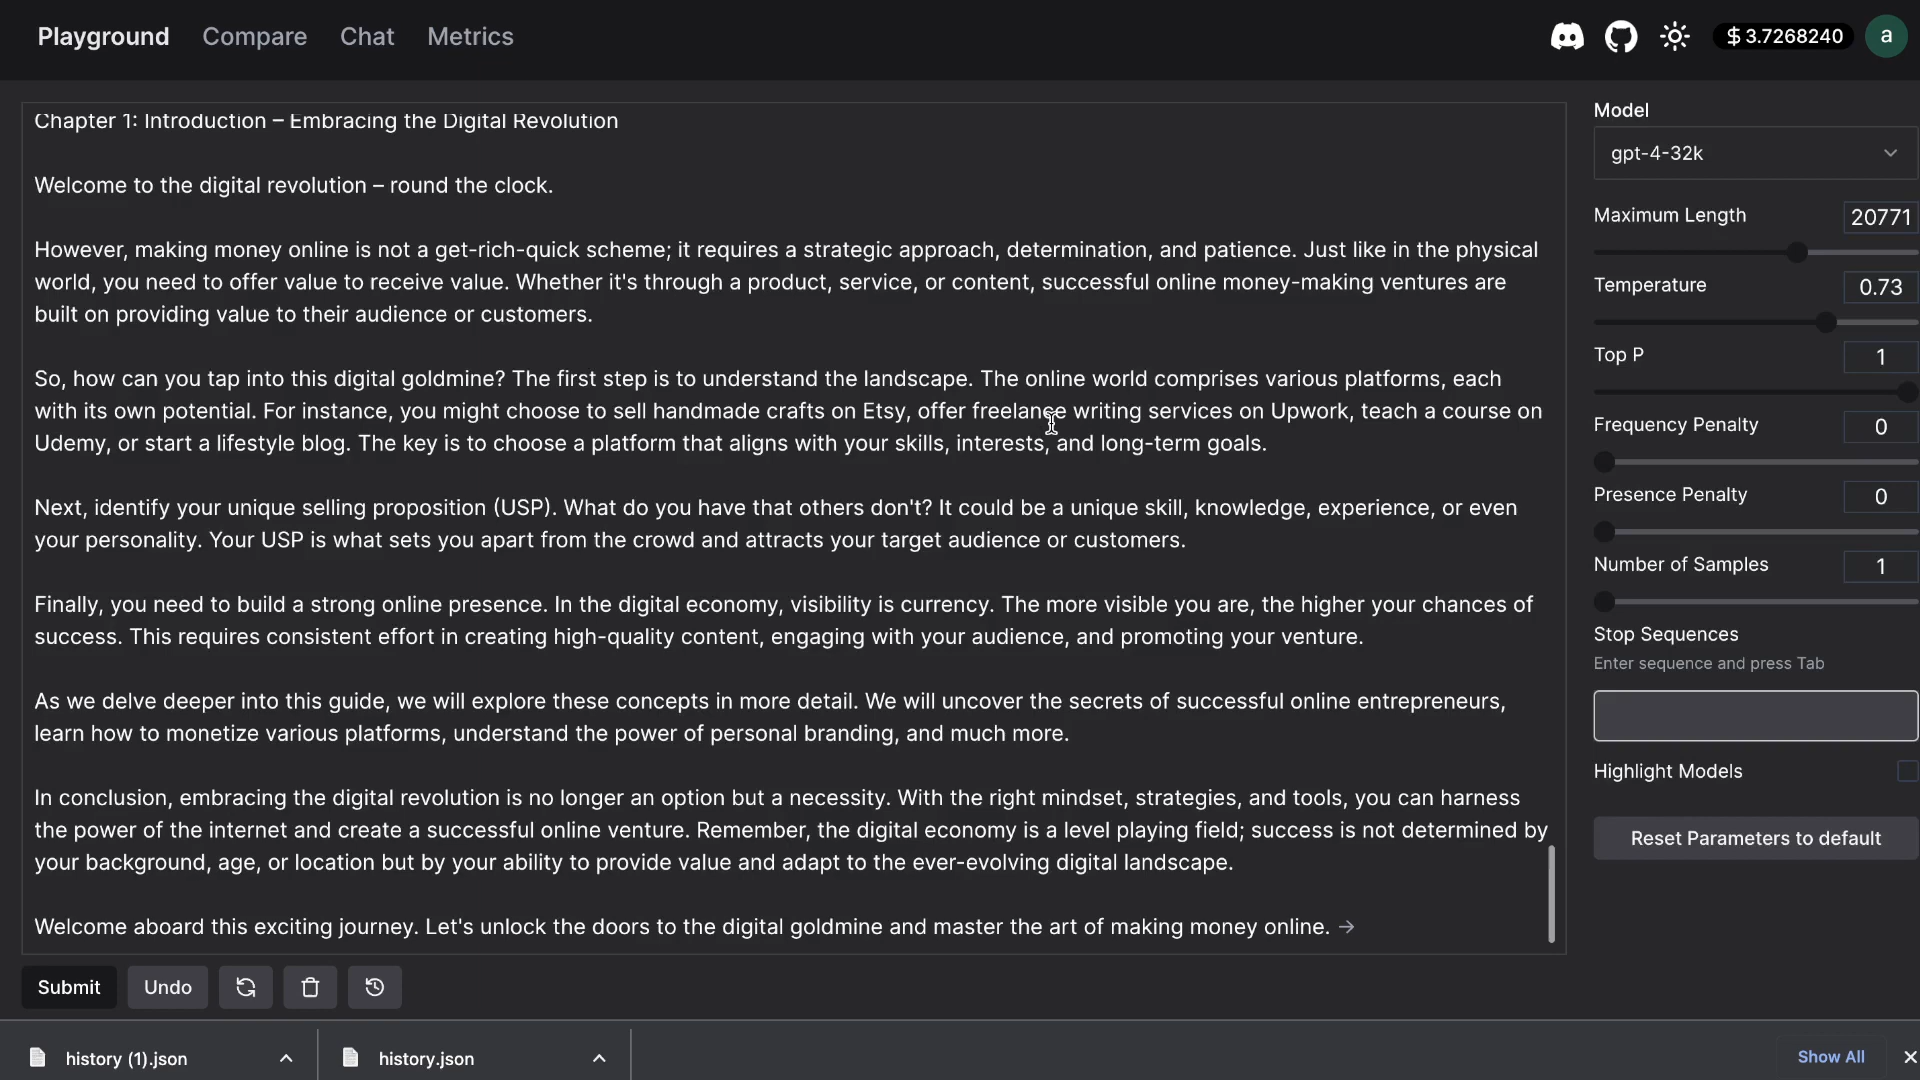 Playground Compare Chat Metrics $ 3.7268240 a
Chapter 1: Introduction – Embracing the Digital Revolution
Welcome to the digital revolution – round the clock.
However, making money online is not a get-rich-quick scheme; it requires a strategic approach, determination, and patience. Just like in the physical
world, you need to offer value to receive value. Whether it's through a product, service, or content, successful online money-making ventures are
built on providing value to their audience or customers.
So, how can you tap into this digital goldmine? The first step is to understand the landscape. The online world comprises various platforms, each
with its own potential. For instance, you might choose to sell handmade crafts on Etsy, offer freelance writing services on Upwork, teach a course on
Udemy, or start a lifestyle blog. The key is to choose a platform that aligns with your skills, interests, and long-term goals.
Next, identify your unique selling proposition (USP). What do you have that others don't? It could be a unique skill, knowledge, experience, or even
your personality. Your USP is what sets you apart from the crowd and attracts your target audience or customers.
Finally, you need to build a strong online presence. In the digital economy, visibility is currency. The more visible you are, the higher your chances of
success. This requires consistent effort in creating high-quality content, engaging with your audience, and promoting your venture.
As we delve deeper into this guide, we will explore these concepts in more detail. We will uncover the secrets of successful online entrepreneurs,
learn how to monetize various platforms, understand the power of personal branding, and much more.
In conclusion, embracing the digital revolution is no longer an option but a necessity. With the right mindset, strategies, and tools, you can harness
the power of the internet and create a successful online venture. Remember, the digital economy is a level playing field; success is not determined by
your background, age, or location but by your ability to provide value and adapt to the ever-evolving digital landscape.
Welcome aboard this exciting journey. Let's unlock the doors to the digital goldmine and master the art of making money online. →
Submit Undo
Model
gpt-4-32k
Maximum Length 20771
Temperature 0.73
Top P 1
Frequency Penalty 0
Presence Penalty 0
Number of Samples 1
Stop Sequences
Enter sequence and press Tab
Highlight Models
Reset Parameters to default
history (1).json history.json Show All